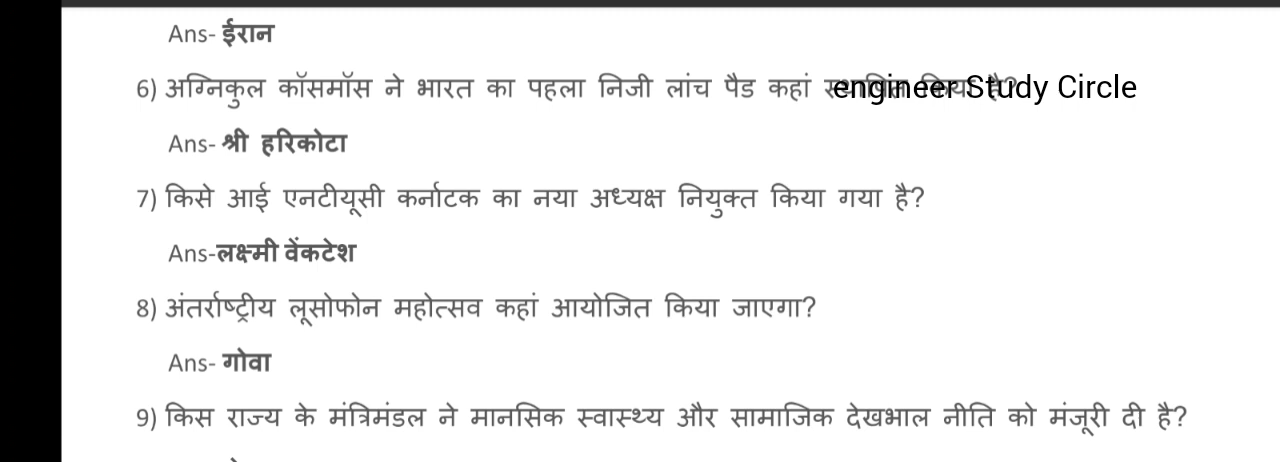 Ans- ईरान
6) अग्निकुल कॉसमॉस ने भारत का पहला निजी लांच पैड कहां है?
engineer Study Circle
Ans- श्री हरिकोटा
7) किसे आई एनटीयूसी कर्नाटक का नया अध्यक्ष नियुक्त किया गया है?
Ans-लक्ष्मी वेंकटेश
8) अंतर्राष्ट्रीय लूसोफोन महोत्सव कहां आयोजित किया जाएगा?
Ans- गोवा
9) किस राज्य के मंत्रिमंडल ने मानसिक स्वास्थ्य और सामाजिक देखभाल नीति को मंजूरी दी है?